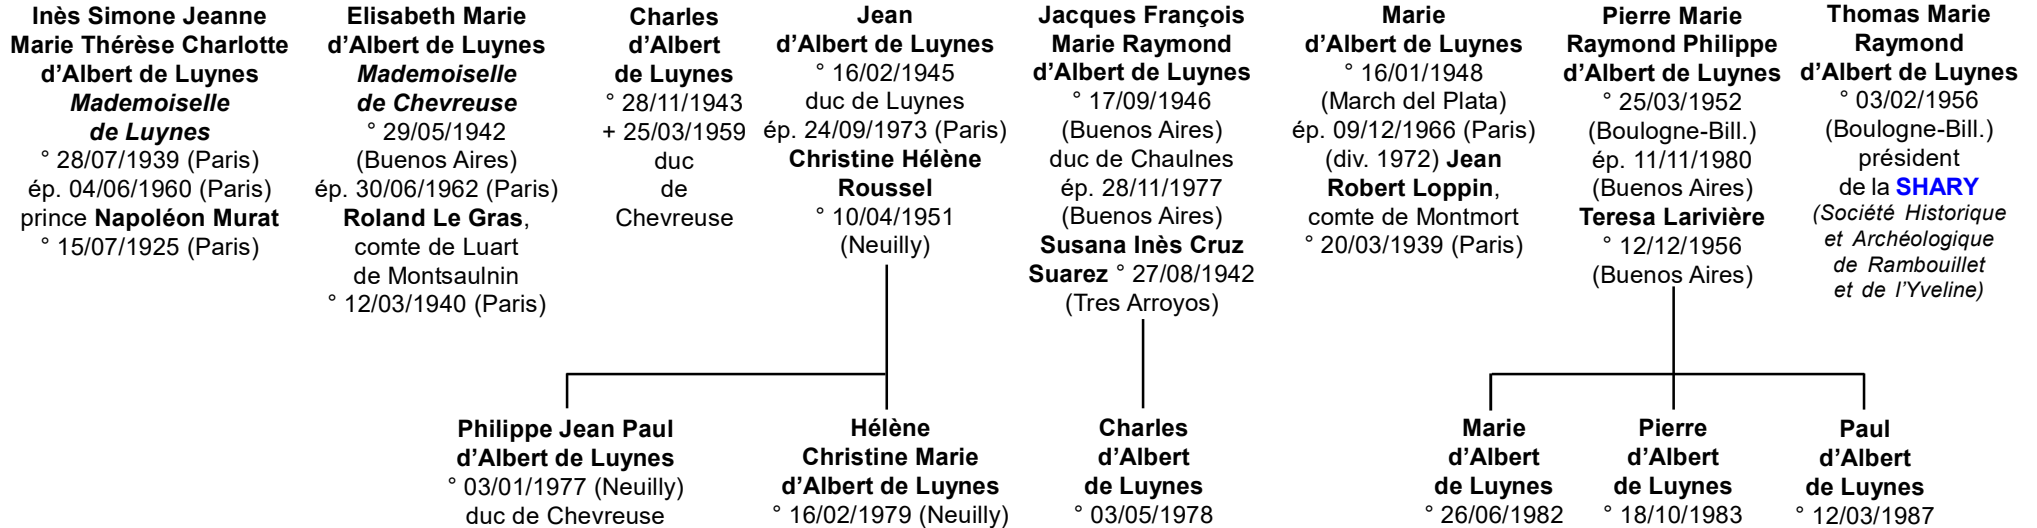 Inès Simone Jeanne
Marie Thérèse Charlotte
d'Albert de Luynes
Mademoiselle
de Luynes
° 28/07/1939 (Paris)
ép. 04/06/1960 (Paris)
prince Napoléon Murat
° 15/07/1925 (Paris)
Elisabeth Marie
d'Albert de Luynes
Mademoiselle
de Chevreuse
° 29/05/1942
(Buenos Aires)
ép. 30/06/1962 (Paris)
Roland Le Gras,
comte de Luart
de Montsaulnin
° 12/03/1940 (Paris)
Charles
d'Albert
de Luynes
° 28/11/1943
+ 25/03/1959
duc
de
Chevreuse
Jean
d'Albert de Luynes
° 16/02/1945
duc de Luynes
ép. 24/09/1973 (Paris)
Christine Hélène
Roussel
° 10/04/1951
(Neuilly)
Jacques François
Marie Raymond
d'Albert de Luynes
° 17/09/1946
(Buenos Aires)
duc de Chaulnes
ép. 28/11/1977
(Buenos Aires)
Susana Inès Cruz
Suarez ° 27/08/1942
(Tres Arroyos)
Marie
d'Albert de Luynes
° 16/01/1948
(March del Plata)
ép. 09/12/1966 (Paris)
(div. 1972) Jean
Robert Loppin,
comte de Montmort
° 20/03/1939 (Paris)
Pierre Marie
Raymond Philippe
d'Albert de Luynes
° 25/03/1952
(Boulogne-Bill.)
ép. 11/11/1980
(Buenos Aires)
Teresa Larivière
° 12/12/1956
(Buenos Aires)
Thomas Marie
Raymond
d'Albert de Luynes
° 03/02/1956
(Boulogne-Bill.)
président
de la SHARY
(Société Historique
et Archéologique
de Rambouillet
et de l'Yveline)
Philippe Jean Paul
d'Albert de Luynes
° 03/01/1977 (Neuilly)
duc de Chevreuse
Hélène
Christine Marie
d'Albert de Luynes
° 16/02/1979 (Neuilly)
Charles
d'Albert
de Luynes
° 03/05/1978
Marie
d'Albert
de Luynes
° 26/06/1982
Pierre
d'Albert
de Luynes
° 18/10/1983
Paul
d'Albert
de Luynes
° 12/03/1987